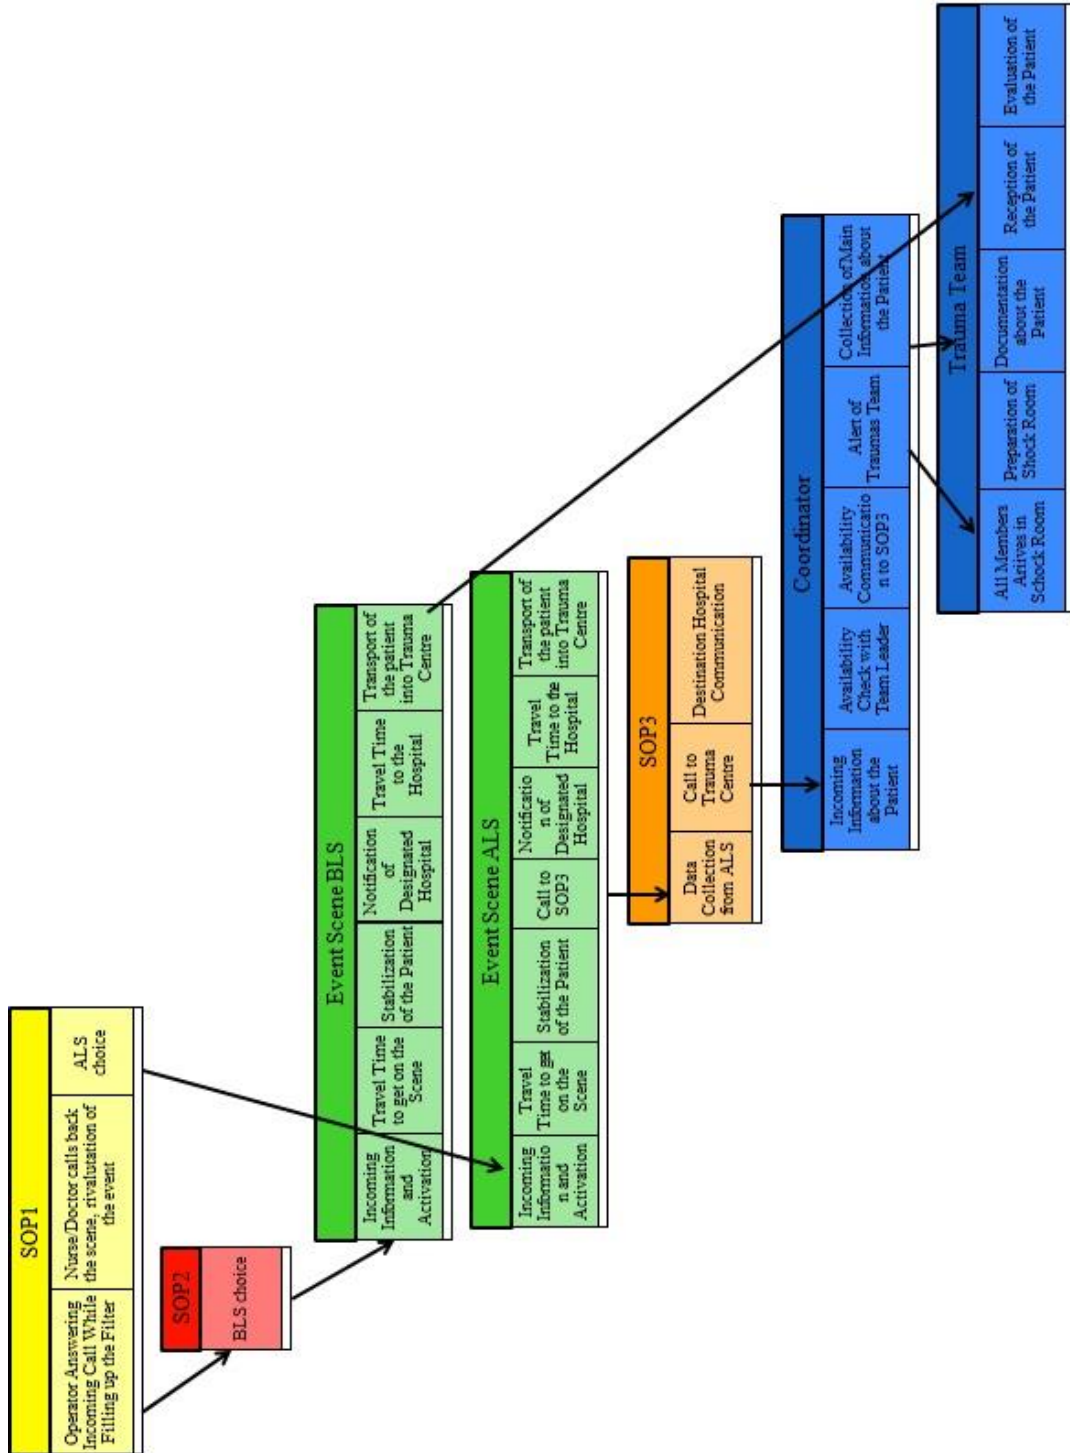 SOP1
Operator Answering
Incoming Call While
Filling up the Filter
Nurse/Doctor calls back
the scene, rivalutation of
the event
ALS
choice
SOP2
BLS choice
Event Scene BLS
Incoming
Information
and
Activation
Travel Time
to get on the
Scene
Stabilization
of the Patient
Notification
of
Designated
Hospital
Travel Time
to the
Hospital
Transport of
the patient
into Trauma
Centre
Event Scene ALS
Incoming
Informatio
n and
Activation
Travel
Time to get
on the
Scene
Stabilization
of the Patient
Call to
SOP3
Notificatio
n of
Designated
Hospital
Travel
Time to the
Hospital
Transport of
the patient
into Trauma
Centre
SOP3
Data
Collection
from ALS
Call to
Trauma
Centre
Destination Hospital
Communication
Coordinator
Incoming
Information
about the
Patient
Availability
Check with
Team Leader
Availability
Communicatio
n to SOP3
Alert of
Traumas Team
Collection of Main
Information about
the Patient
Trauma Team
All Members
Ariives in
Schock Room
Preparation of
Shock Room
Documentation
about the
Patient
Reception of
the Patient
Evaluation of
the Patient